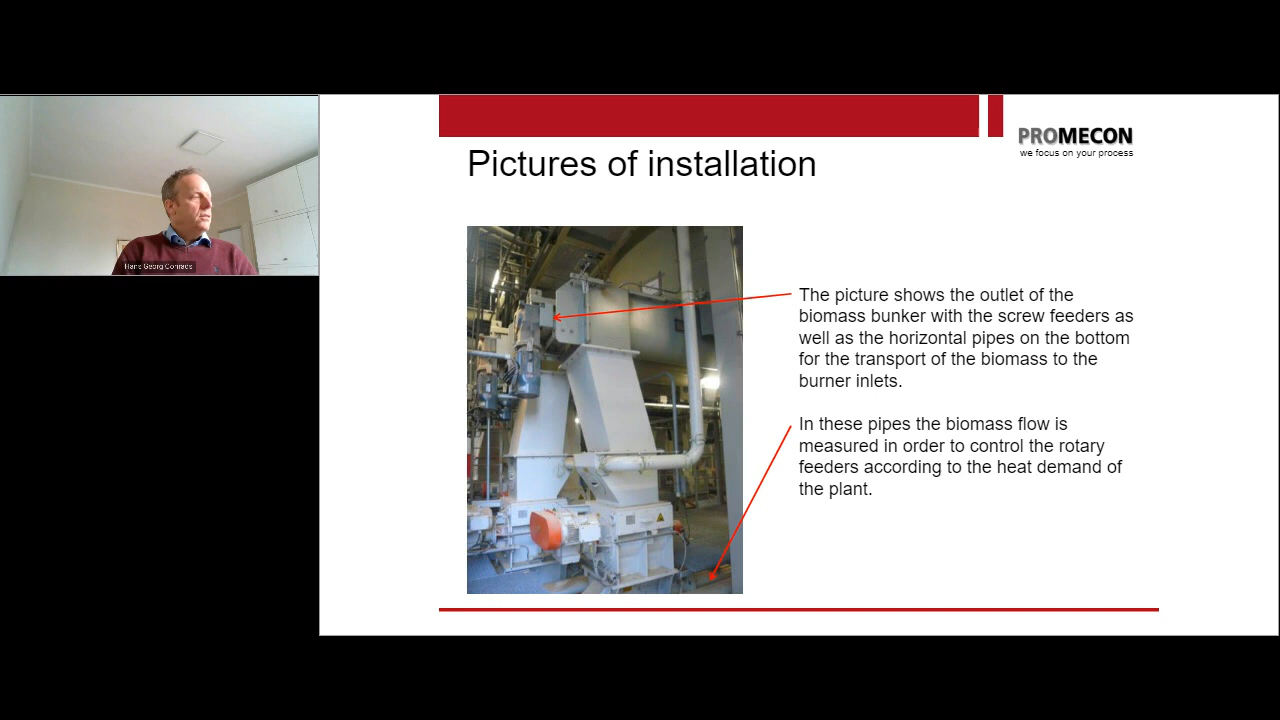 PROMECON
we focus on your process
Pictures of installation
The picture shows the outlet of the
biomass bunker with the screw feeders as
well as the horizontal pipes on the bottom
for the transport of the biomass to the
burner inlets.
In these pipes the biomass flow is
measured in order to control the rotary
feeders according to the heat demand of
the plant.
Hans Georg Conrads